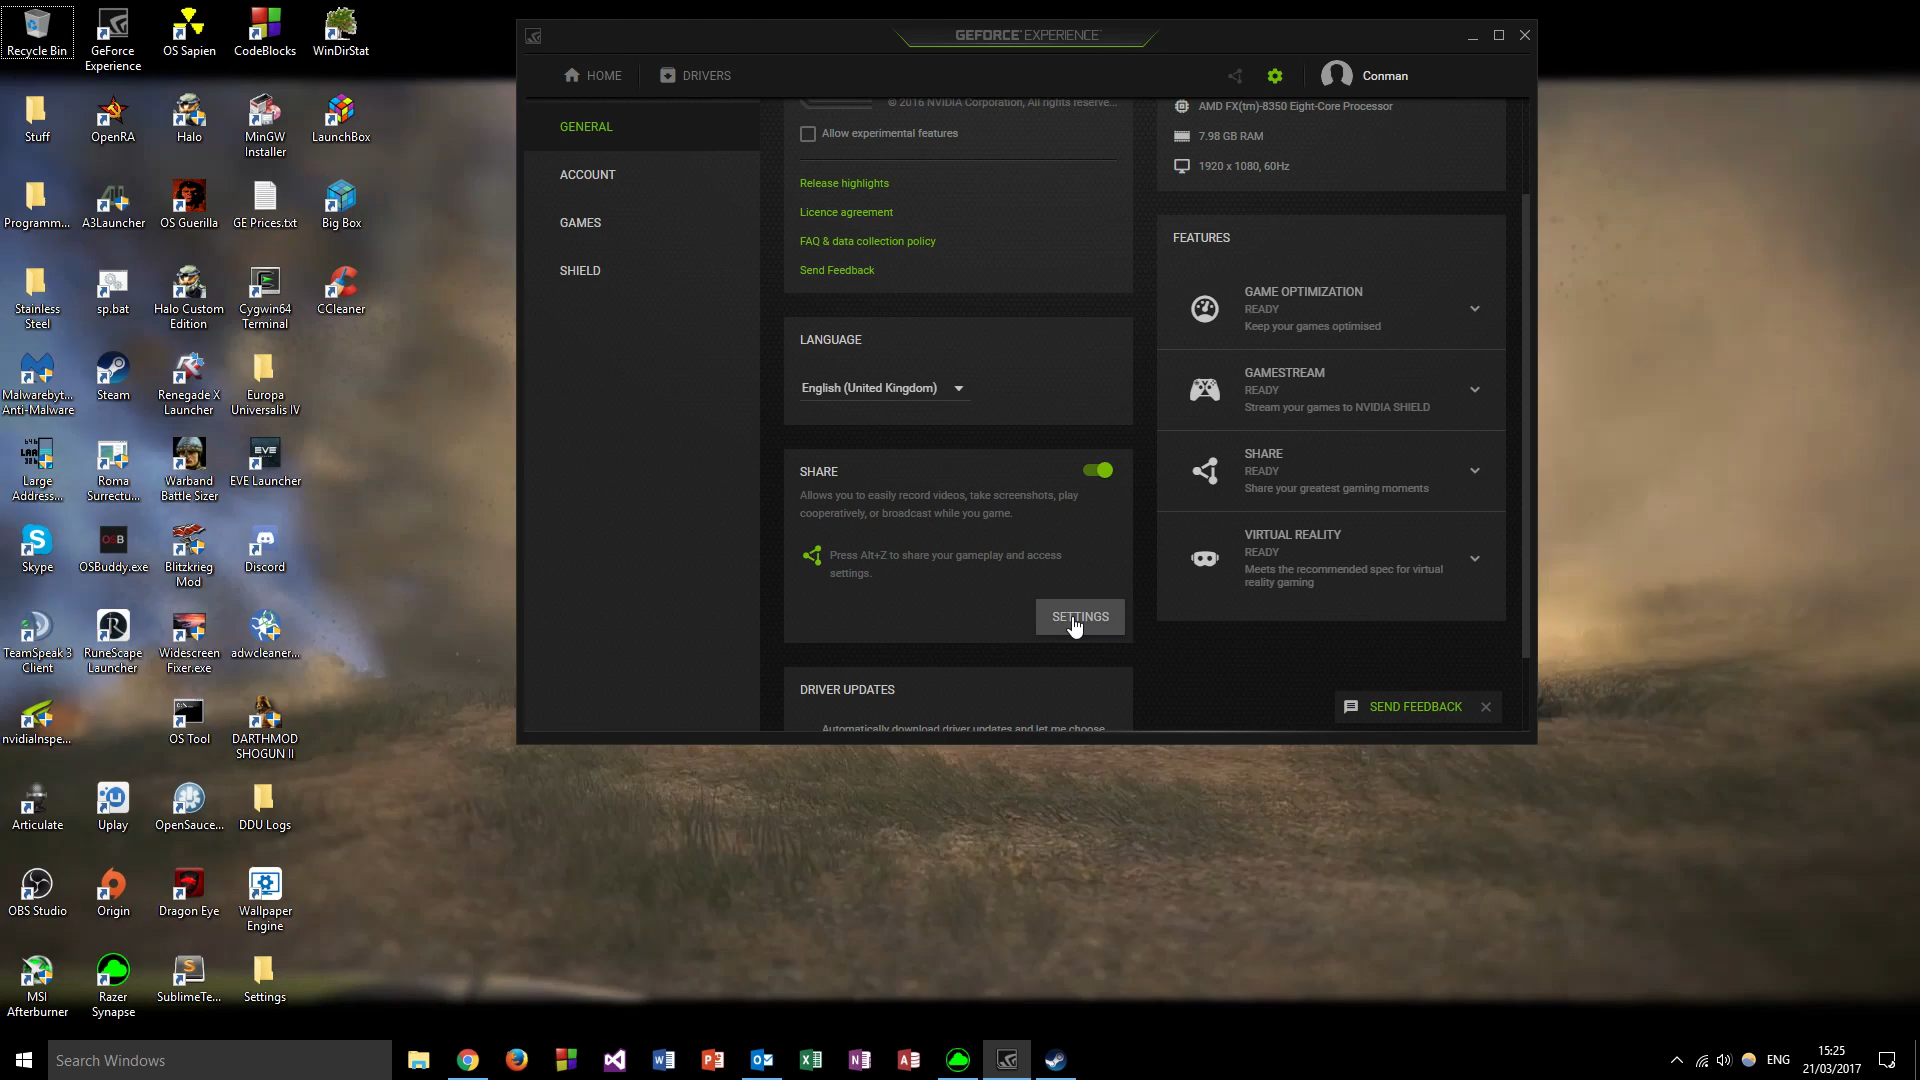 Recycle Bin
GeForce
Experience
OS Sapien
CodeBlocks
WinDirStat
Stuff
OpenRA
Halo
MinGW
Installer
LaunchBox
Programm...
A3Launcher
OS Guerilla
GE Prices.txt
Big Box
Stainless
Steel
sp.bat
Halo Custom
Edition
Cygwin64
Terminal
CCleaner
Malwarebyt...
Anti-Malware
Steam
Renegade X
Launcher
Europa
Universalis IV
Large
Address...
Roma
Surrectu...
Warband
Battle Sizer
EVE Launcher
Skype
OSBuddy.exe
Blitzkrieg
Mod
Discord
TeamSpeak 3
Client
RuneScape
Launcher
Widescreen
Fixer.exe
adwcleaner...
nvidiaInspe...
OS Tool
DARTHMOD
SHOGUN II
Articulate
Uplay
OpenSauce...
DDU Logs
OBS Studio
Origin
Dragon Eye
Wallpaper
Engine
MSI
Afterburner
Razer
Synapse
SublimeTe...
Settings
GEFORCE EXPERIENCE
HOME
DRIVERS
Conman
GENERAL
ACCOUNT
GAMES
SHIELD
© 2016 NVIDIA Corporation, All rights reserve...
Allow experimental features
Release highlights
Licence agreement
FAQ & data collection policy
Send Feedback
LANGUAGE
English (United Kingdom)
SHARE
Allows you to easily record videos, take screenshots, play
cooperatively, or broadcast while you game.
Press Alt+Z to share your gameplay and access
settings.
SETTINGS
DRIVER UPDATES
Automatically download driver updates and let me choose
AMD FX(tm)-8350 Eight-Core Processor
7.98 GB RAM
1920 x 1080, 60Hz
FEATURES
GAME OPTIMIZATION
READY
Keep your games optimised
GAMESTREAM
READY
Stream your games to NVIDIA SHIELD
SHARE
READY
Share your greatest gaming moments
VIRTUAL REALITY
READY
Meets the recommended spec for virtual
reality gaming
SEND FEEDBACK
Search Windows
ENG
15:25
21/03/2017